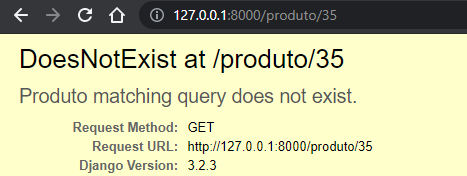 127.0.0.1:8000/produto/35
DoesNotExist at /produto/35
Produto matching query does not exist.
Request Method: GET
Request URL: http://127.0.0.1:8000/produto/35
Django Version: 3.2.3